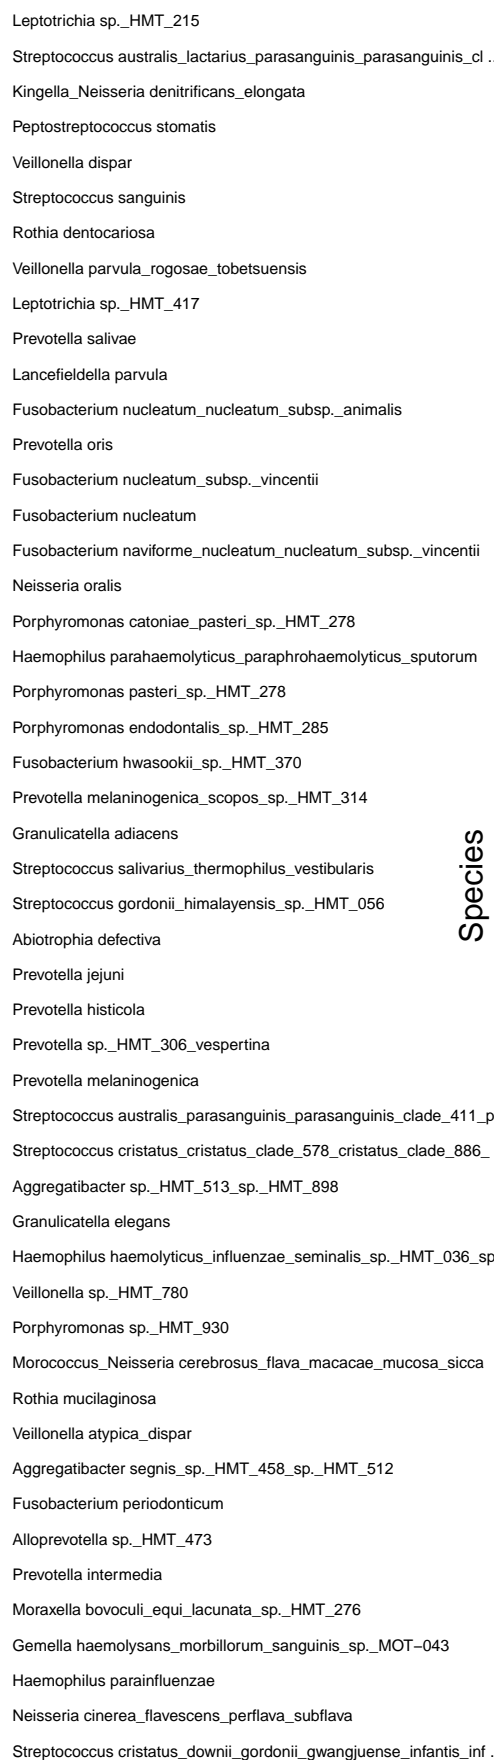 Leptotrichia sp._HMT_215
Streptococcus australis_lactarius_parasanguinis_parasanguinis_cl ..
Kingella_Neisseria denitrificans_elongata
Peptostreptococcus stomatis
Veillonella dispar
Streptococcus sanguinis
Rothia dentocariosa
Veillonella parvula_rogosae_tobetsuensis
Leptotrichia sp._HMT_417
Prevotella salivae
Lancefieldella parvula
Fusobacterium nucleatum_nucleatum_subsp._animalis
Prevotella oris
Fusobacterium nucleatum_subsp._vincentii
Fusobacterium nucleatum
Fusobacterium naviforme_nucleatum_nucleatum_subsp._vincentii
Neisseria oralis
Porphyromonas catoniae_pasteri_sp._HMT_278
Haemophilus parahaemolyticus_paraphrohaemolyticus_sputorum
Porphyromonas pasteri_sp._HMT_278
Porphyromonas endodontalis_sp._HMT_285
Fusobacterium hwasookii_sp._HMT_370
Prevotella melaninogenica_scopos_sp._HMT_314
Granulicatella adiacens
Streptococcus salivarius_thermophilus_vestibularis
Streptococcus gordonii_himalayensis_sp._HMT_056
Abiotrophia defectiva
Prevotella jejuni
Prevotella histicola
Prevotella sp._HMT_306_vespertina
Prevotella melaninogenica
Streptococcus australis_parasanguinis_parasanguinis_clade_411_p
Streptococcus cristatus_cristatus_clade_578_cristatus_clade_886_
Aggregatibacter sp._HMT_513_sp._HMT_898
Granulicatella elegans
Haemophilus haemolyticus_influenzae_seminalis_sp._HMT_036_sp
Veillonella sp._HMT_780
Porphyromonas sp._HMT_930
Morococcus_Neisseria cerebrosus_flava_macacae_mucosa_sicca
Rothia mucilaginosa
Veillonella atypica_dispar
Aggregatibacter segnis_sp._HMT_458_sp._HMT_512
Fusobacterium periodonticum
Alloprevotella sp._HMT_473
Prevotella intermedia
Moraxella bovoculi_equi_lacunata_sp._HMT_276
Gemella haemolysans_morbillorum_sanguinis_sp._MOT−043
Haemophilus parainfluenzae
Neisseria cinerea_flavescens_perflava_subflava
Streptococcus cristatus_downii_gordonii_gwangjuense_infantis_inf .
Species